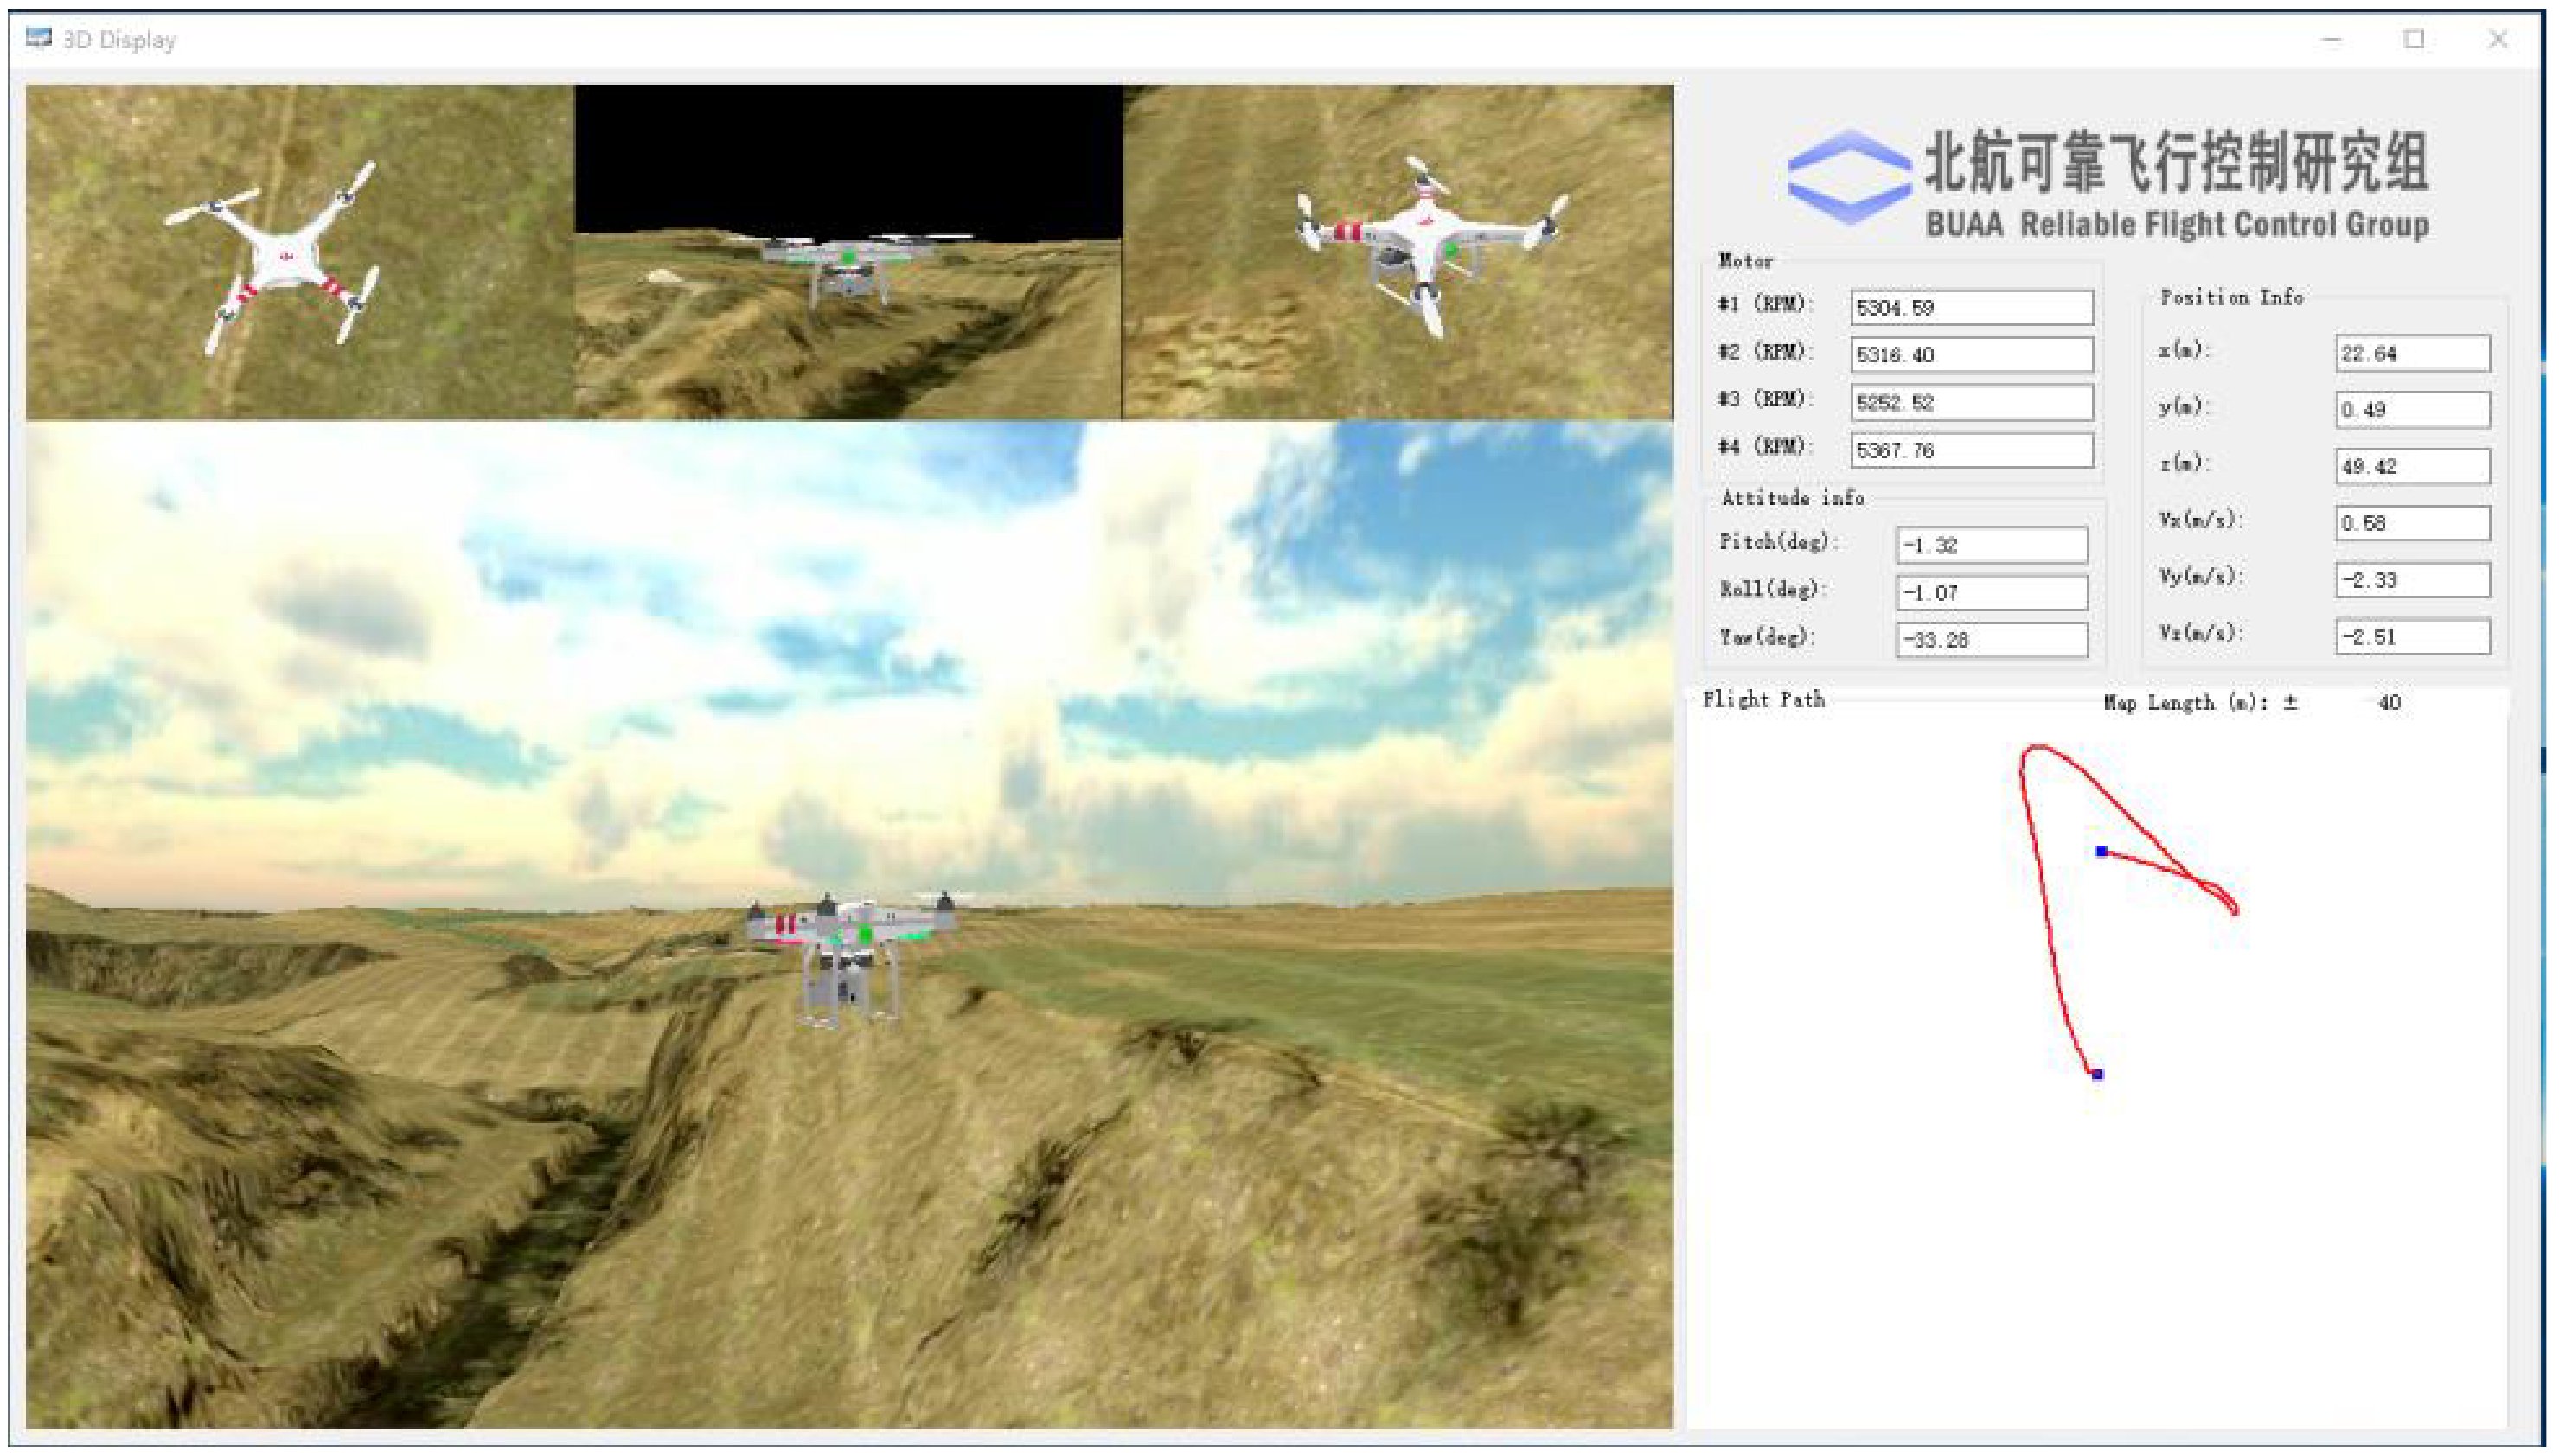 3D Display
北航可靠飞行控制研究组
BUAA Reliable Flight Control Group
Motor
#1 (RPM): 5304.59
#2 (RPM): 5316.40
#3 (RPM): 5252.52
#4 (RPM): 5367.76
Attitude info
Pitch(deg): -1.32
Roll(deg): -1.07
Yaw(deg): -33.28
Position Info
x(m): 22.64
y(m): 0.49
z(m): 49.42
Vx(m/s): 0.58
Vy(m/s): -2.33
Vz(m/s): -2.51
Flight Path
Map Length (m): ± 40